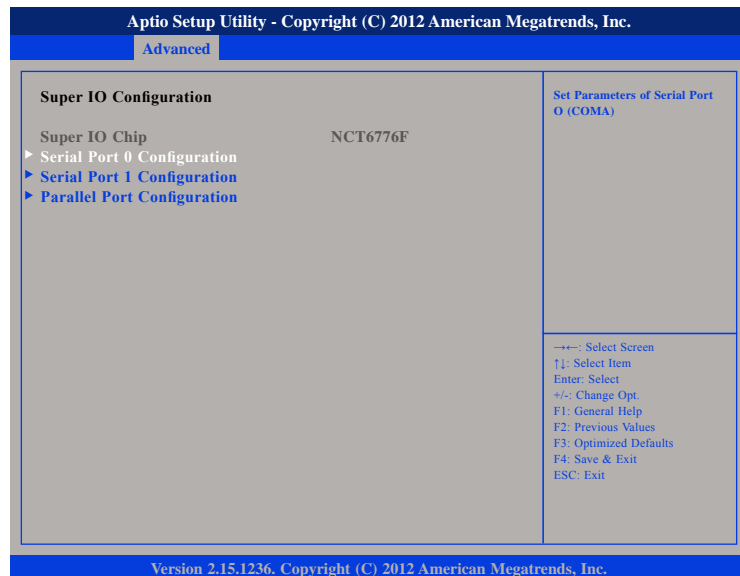 Aptio Setup Utility - Copyright (C) 2012 American Megatrends, Inc.
Advanced
Super IO Configuration
Super IO Chip NCT6776F
▶ Serial Port 0 Configuration
▶ Serial Port 1 Configuration
▶ Parallel Port Configuration
Set Parameters of Serial Port
O (COMA)
→←: Select Screen
↑↓: Select Item
Enter: Select
+/-: Change Opt.
F1: General Help
F2: Previous Values
F3: Optimized Defaults
F4: Save & Exit
ESC: Exit
Version 2.15.1236. Copyright (C) 2012 American Megatrends, Inc.